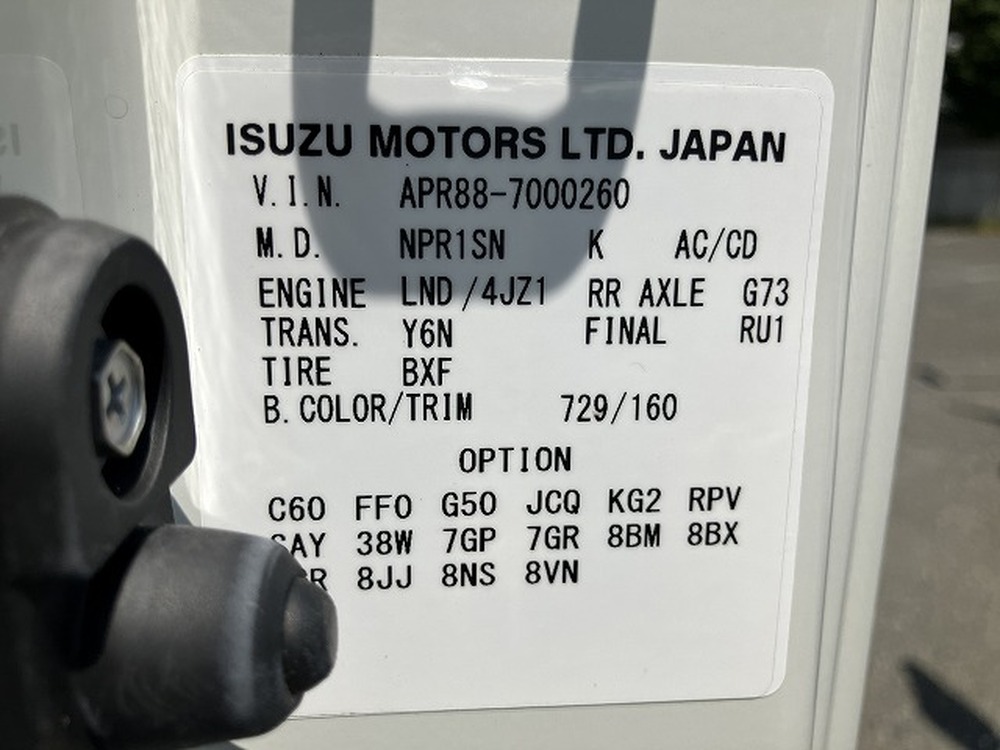 ISUZU MOTORS LTD. JAPAN
V.I.N. APR88-7000260
M.D. NPR1SN K AC/CD
ENGINE LND/4JZ1 RR AXLE G73
TRANS. Y6N FINAL RU1
TIRE BXF
B.COLOR/TRIM 729/160
OPTION
C60 FF0 G50 JCQ KG2 RPV
38W 7GP 7GR 8BM 8BX
8JJ 8NS 8VN